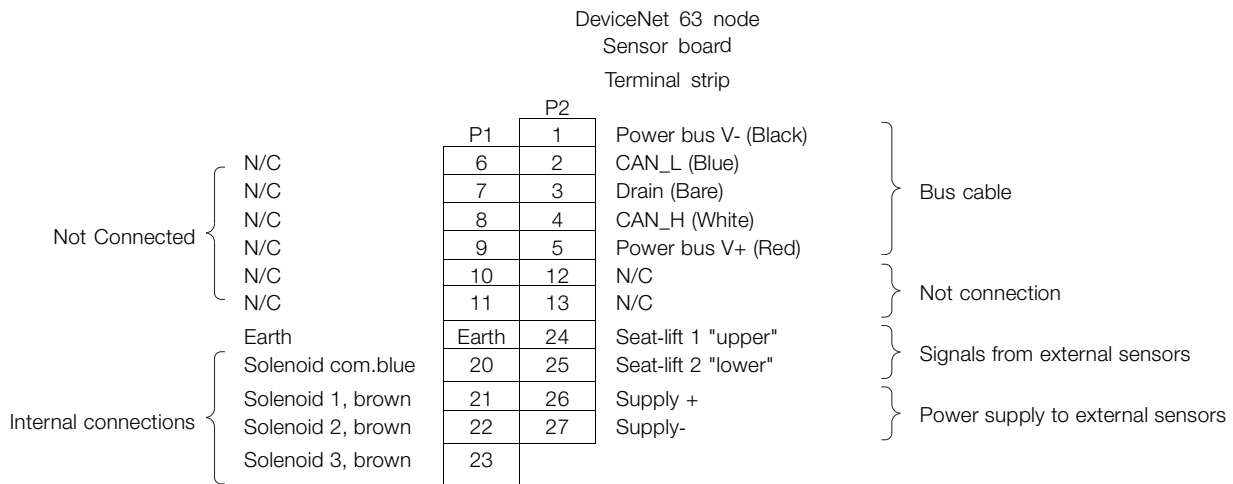 DeviceNet 63 node
Sensor board
Terminal strip
P2
P1 1 Power bus V- (Black)
N/C 6 2 CAN_L (Blue)
N/C 7 3 Drain (Bare)
N/C 8 4 CAN_H (White)
N/C 9 5 Power bus V+ (Red)
N/C 10 12 N/C
N/C 11 13 N/C
Earth Earth 24 Seat-lift 1 "upper"
Solenoid com.blue 20 25 Seat-lift 2 "lower"
Solenoid 1, brown 21 26 Supply +
Solenoid 2, brown 22 27 Supply-
Solenoid 3, brown 23
Not Connected
Internal connections
Bus cable
Not connection
Signals from external sensors
Power supply to external sensors